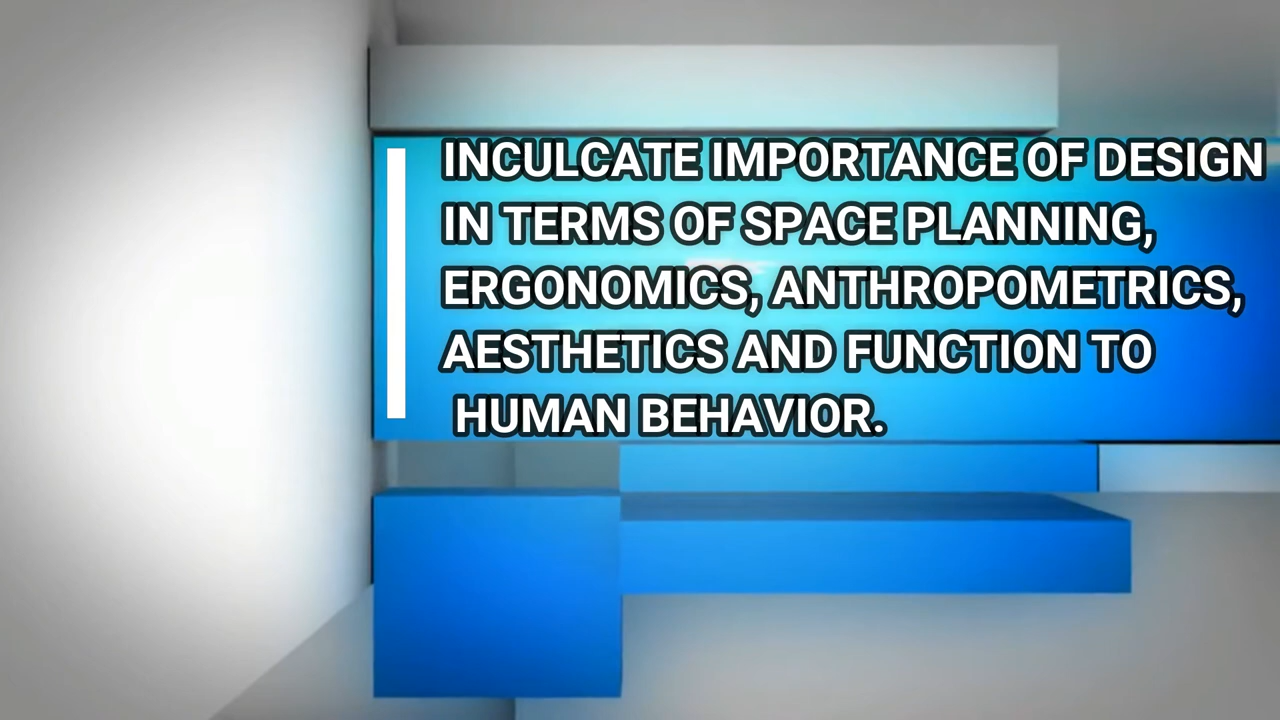 INCULCATE IMPORTANCE OF DESIGN
IN TERMS OF SPACE PLANNING,
ERGONOMICS, ANTHROPOMETRICS,
AESTHETICS AND FUNCTION TO
HUMAN BEHAVIOR.